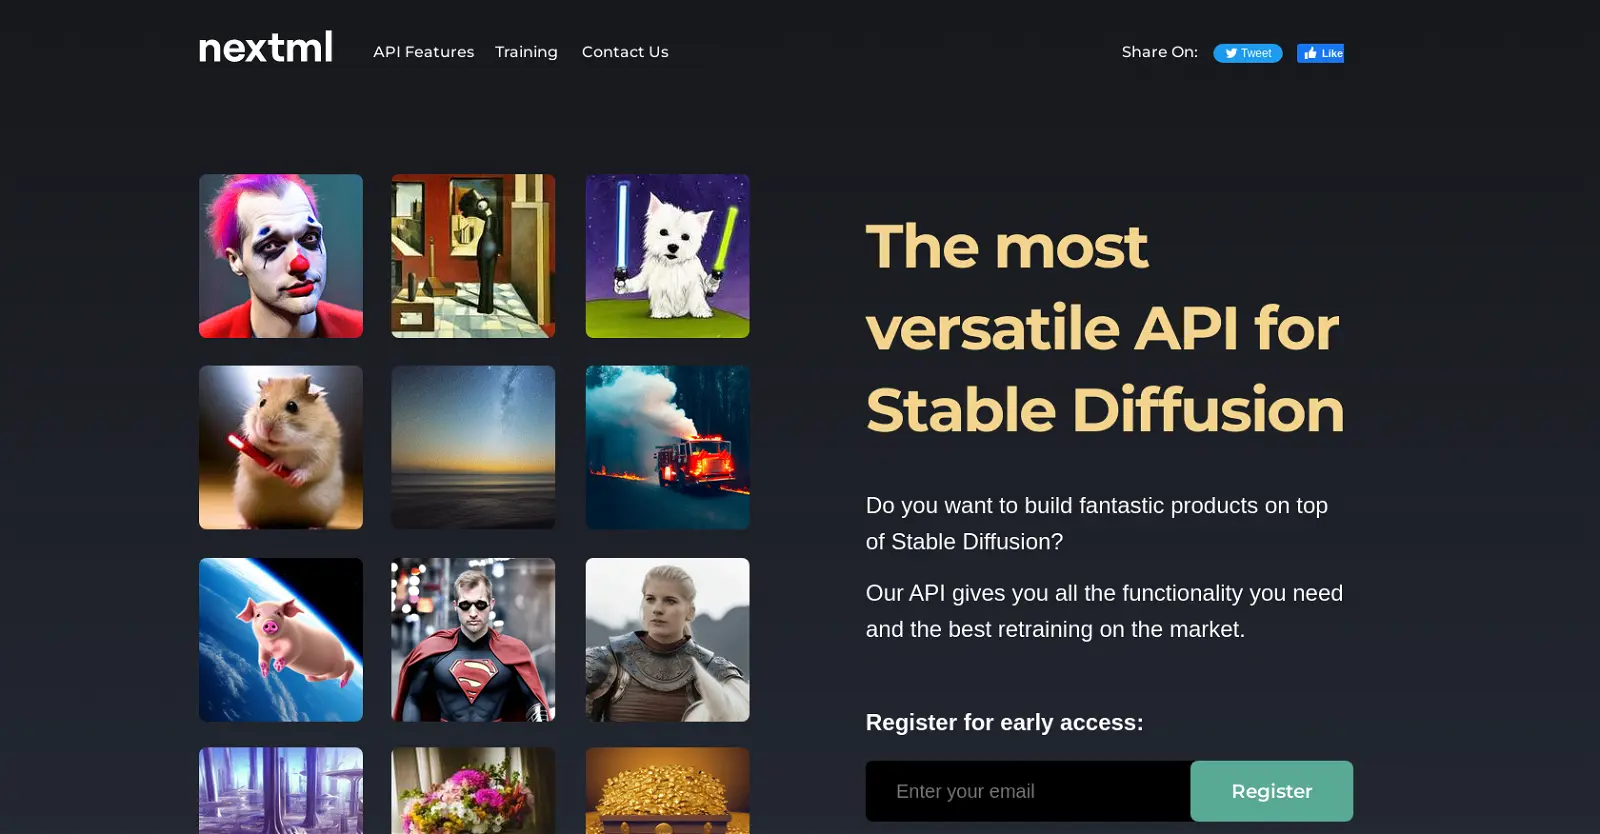 nextml
API Features
Training
Contact Us
Share On:
Tweet
Like
The most
versatile API for
Stable Diffusion
Do you want to build fantastic products on top
of Stable Diffusion?
Our API gives you all the functionality you need
and the best retraining on the market.
Register for early access:
Enter your email
Register